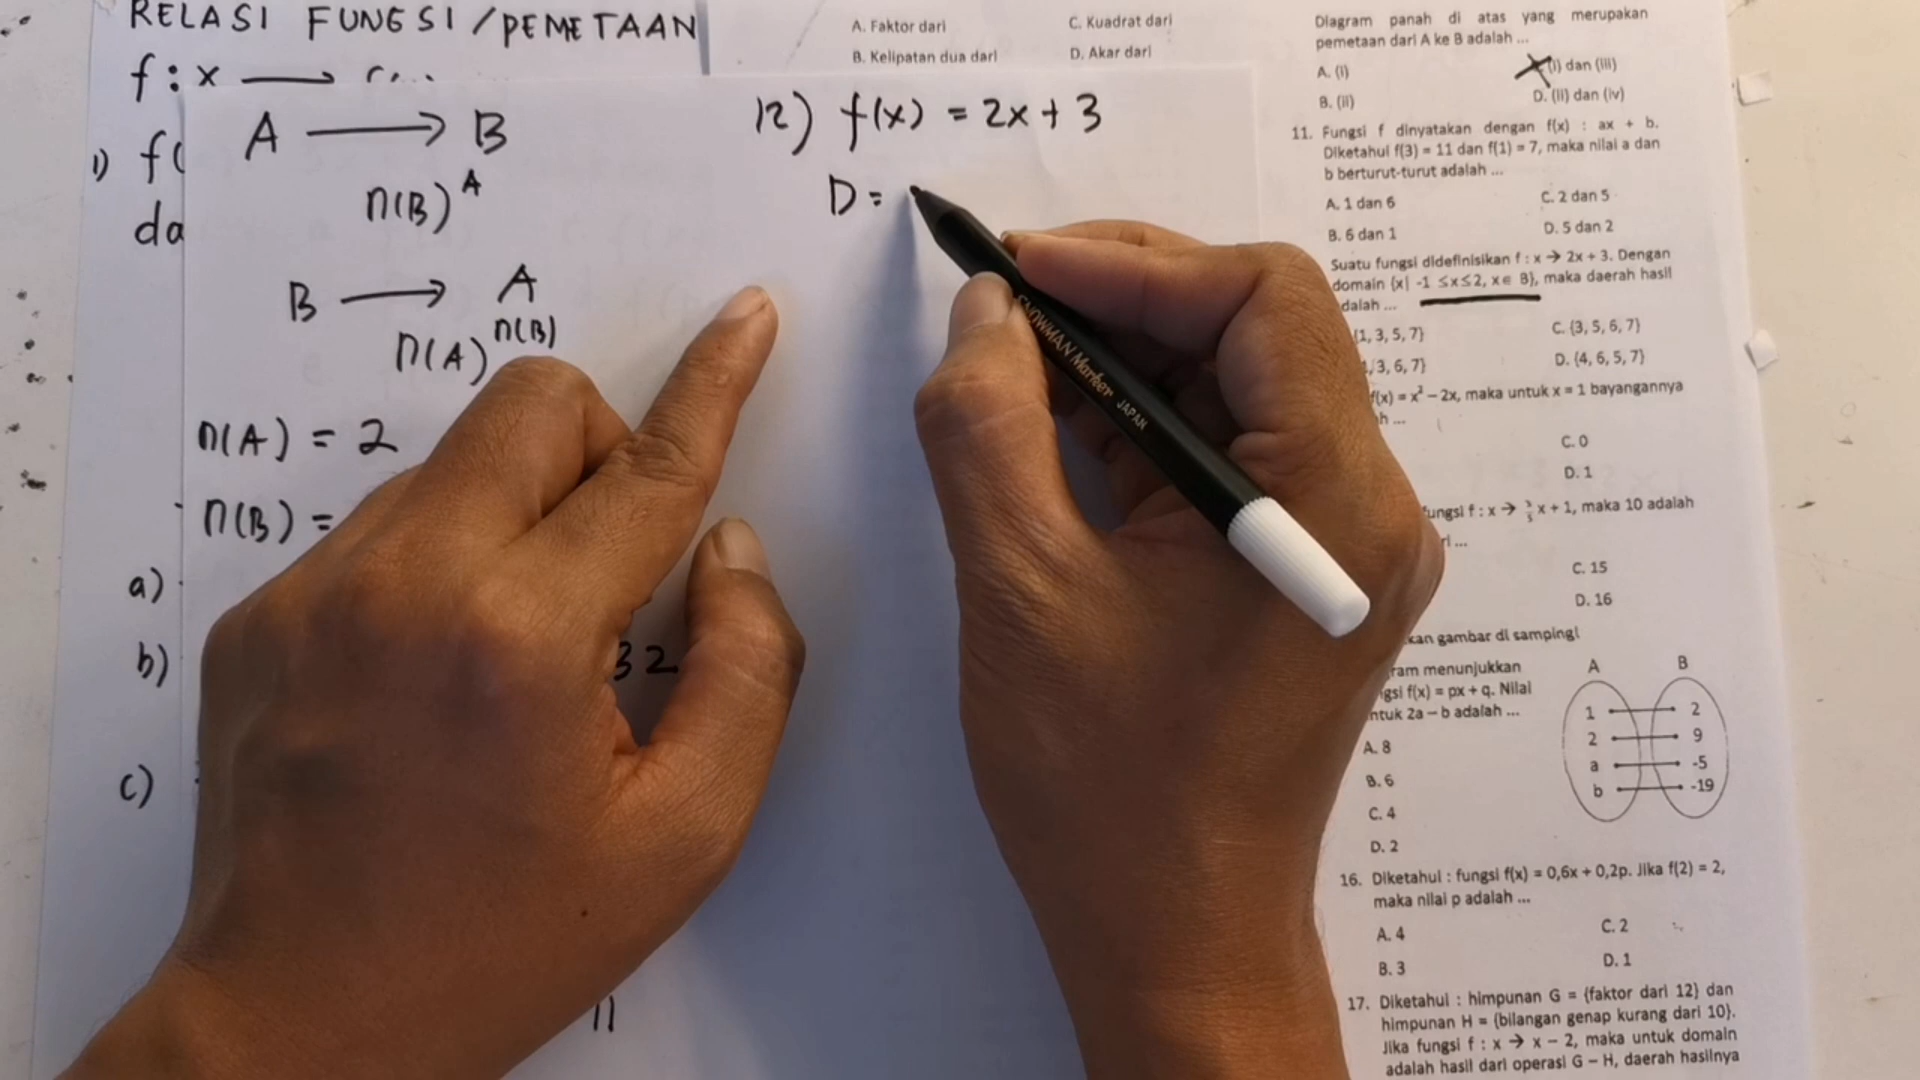 RELASI FUNGSI/PEMETAAN
f : x
1) f(
da
A → B
n(B)^A
B → A
n(A)^n(B)
n(A) = 2
n(B) =
a)
b)
32
c)
11
12) f(x) = 2x + 3
D =
SNOWMAN Marker JAPAN
A. Faktor dari
C. Kuadrat dari
B. Kelipatan dua dari
D. Akar dari
Diagram panah di atas yang merupakan
pemetaan dari A ke B adalah ...
A. (i)
(i) dan (iii)
B. (ii)
D. (ii) dan (iv)
11. Fungsi f dinyatakan dengan f(x) : ax + b.
Diketahui f(3) = 11 dan f(1) = 7, maka nilai a dan
b berturut-turut adalah ...
A. 1 dan 6
C. 2 dan 5
B. 6 dan 1
D. 5 dan 2
Suatu fungsi didefinisikan f : x → 2x + 3. Dengan
domain {x| -1 ≤x≤2, x∈ B}, maka daerah hasil
dalah ...
{1, 3, 5, 7}
C. {3, 5, 6, 7}
3, 6, 7}
D. {4, 6, 5, 7}
f(x) = x² – 2x, maka untuk x = 1 bayangannya
h ...
C. 0
D. 1
fungsi f : x → x + 1, maka 10 adalah
ri ...
C. 15
D. 16
kan gambar di samping!
ram menunjukkan
gsi f(x) = px + q. Nilai
ntuk 2a – b adalah ...
A. 8
B. 6
C. 4
D. 2
A B
1 2
2 9
a -5
b -19
16. Diketahui : fungsi f(x) = 0,6x + 0,2p. Jika f(2) = 2,
maka nilai p adalah ...
A. 4
C. 2
B. 3
D. 1
17. Diketahui : himpunan G = {faktor dari 12} dan
himpunan H = {bilangan genap kurang dari 10}.
Jika fungsi f : x → x – 2, maka untuk domain
adalah hasil dari operasi G – H, daerah hasilnya